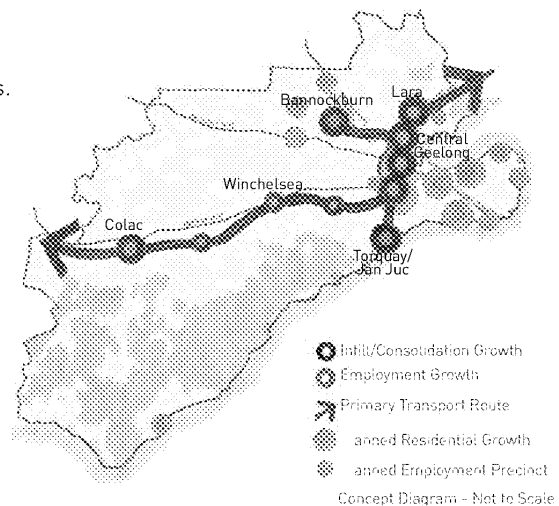 s.
Bannockburn
Lara
Central
Geelong
Winchelsea
Colac
Torquay/
Jan Juc
Infill/Consolidation Growth
Employment Growth
Primary Transport Route
anned Residential Growth
anned Employment Precinct
Concept Diagram - Not to Scale